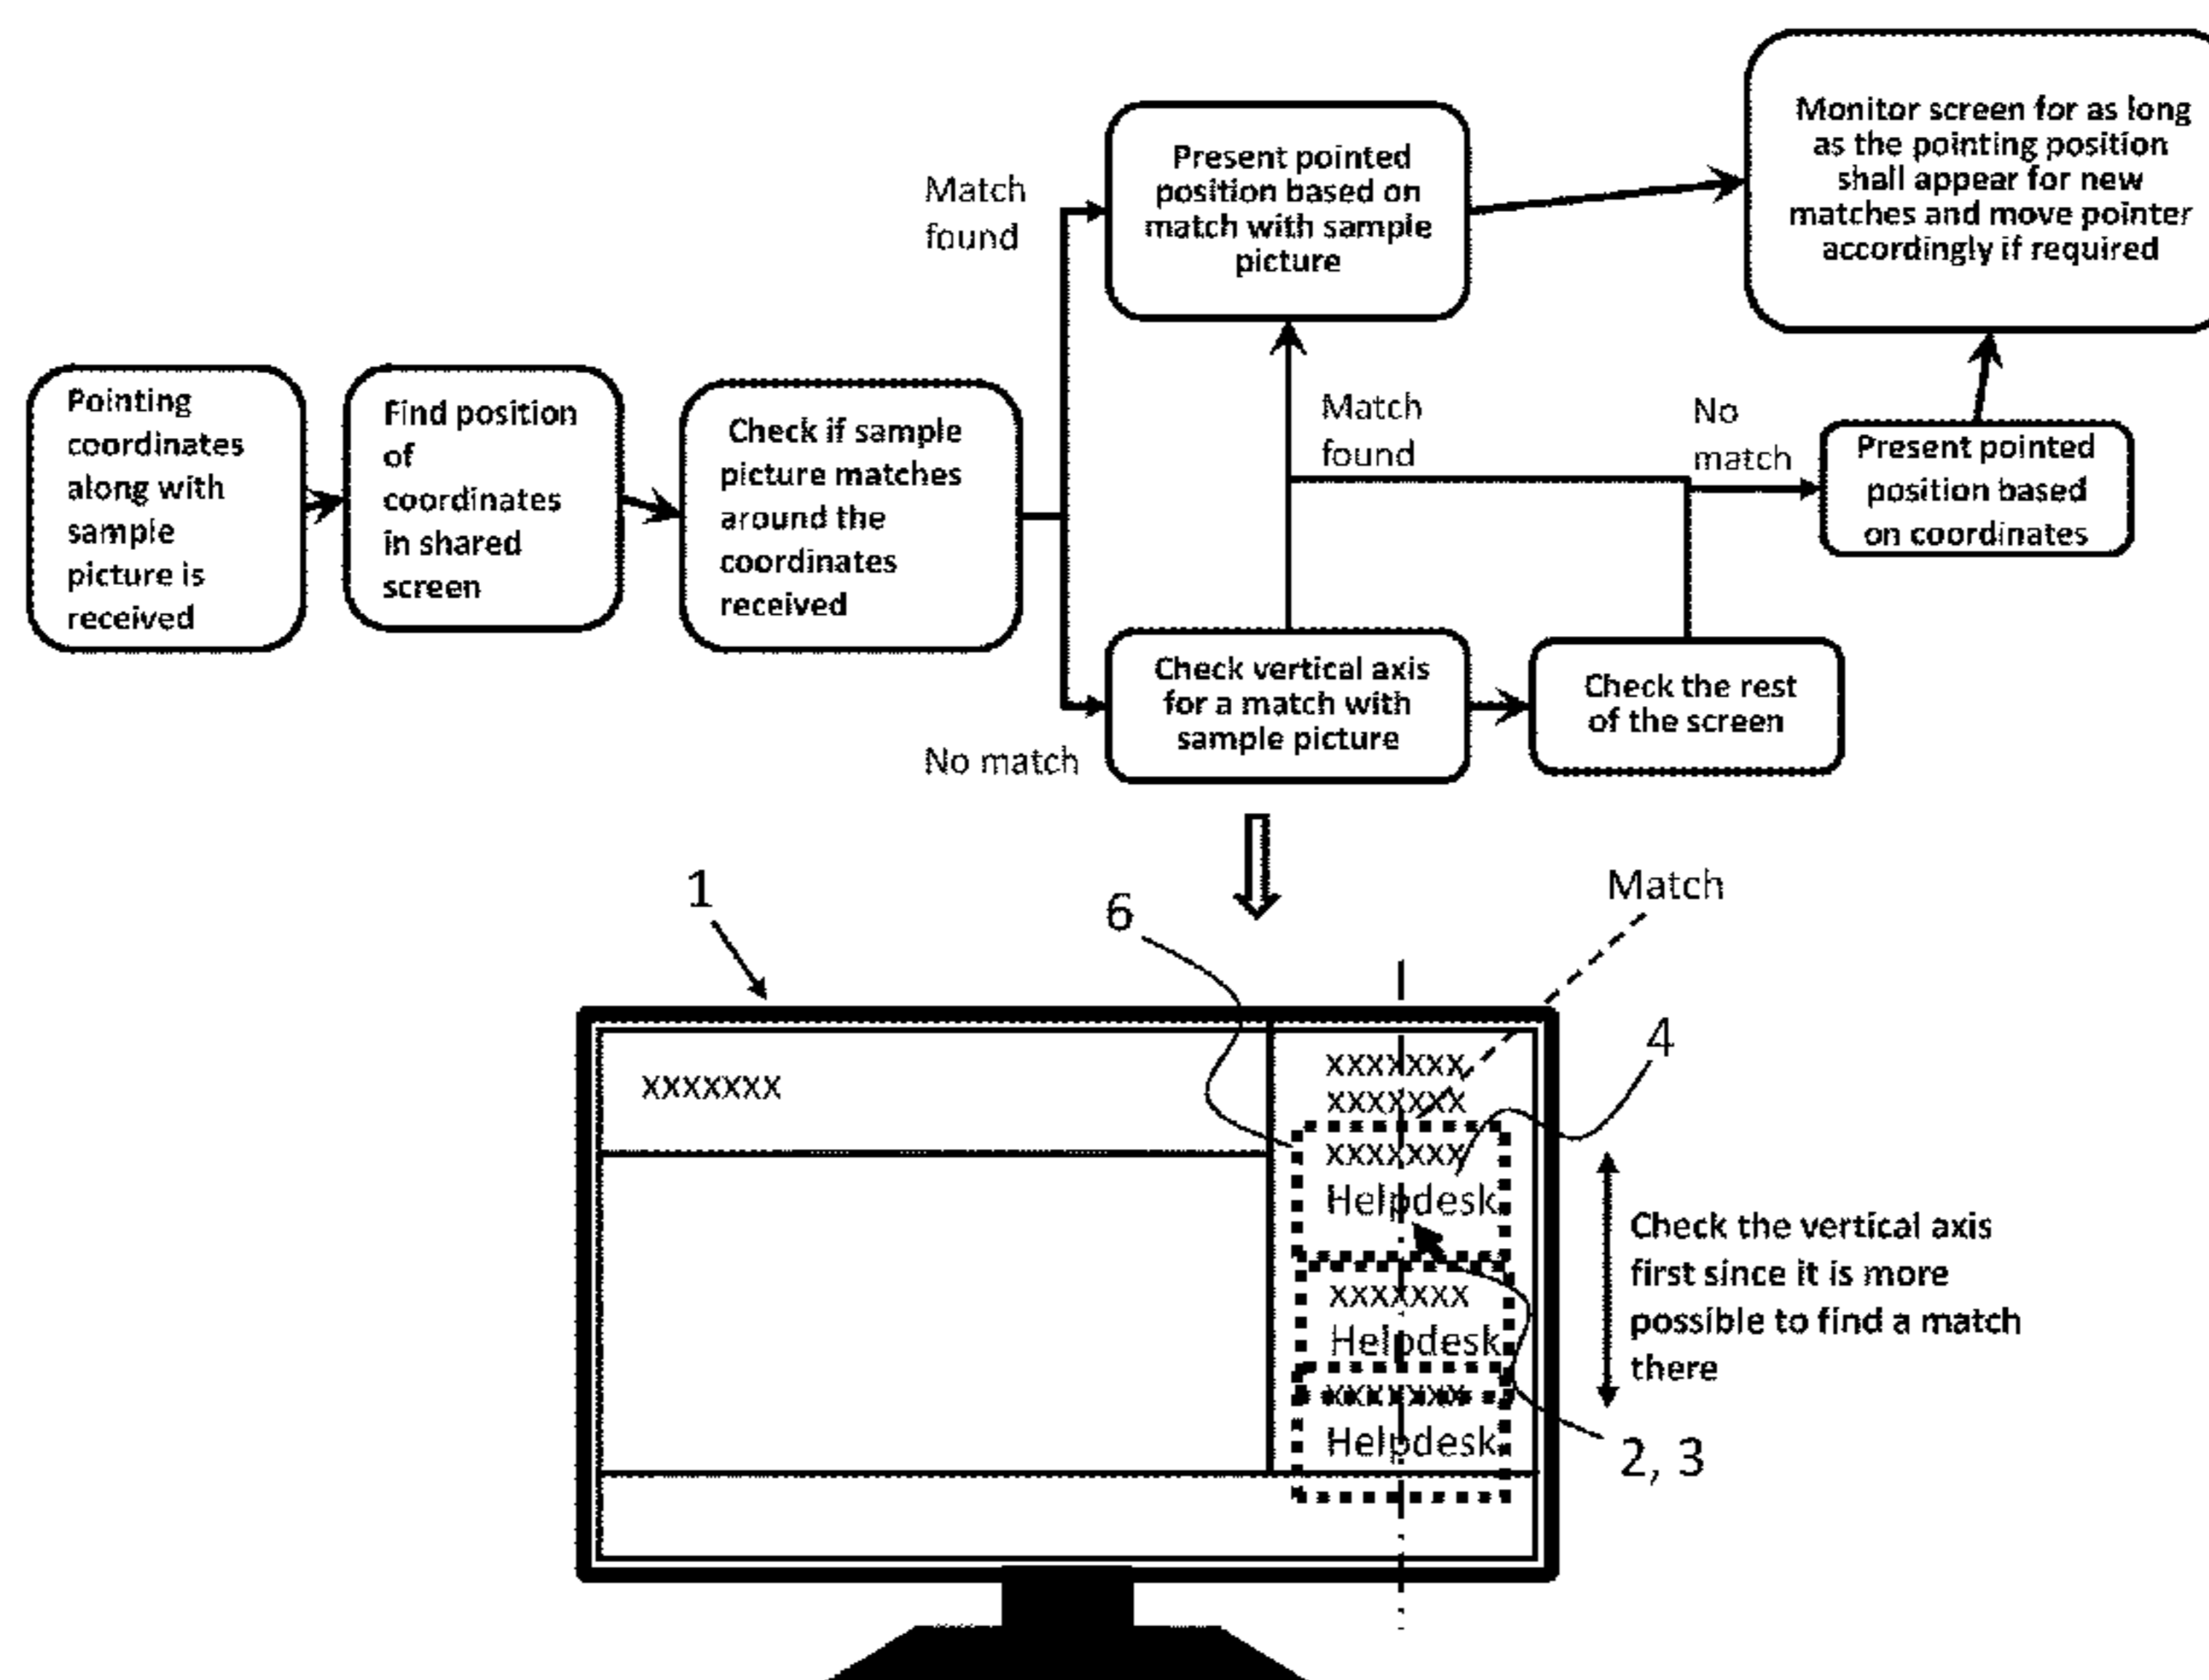 Pointing
coordinates
along with
sample
picture is
received
Find position
of
coordinates
in shared
screen
Check if sample
picture matches
around the
coordinates
received
Match
found
No match
Present pointed
position based on
match with sample
picture
Match
found
Check vertical axis
for a match with
sample picture
Check the rest
of the screen
No
match
Present pointed
position based
on coordinates
Monitor screen for as long
as the pointing position
shall appear for new
matches and move pointer
accordingly if required
1
6
Match
4
xxxxxxx
xxxxxxx
xxxxxxx
xxxxxxx
Helpdesk
xxxxxxx
Helpdesk
xxxxxxx
Helpdesk
Check the vertical axis
first since it is more
possible to find a match
there
2, 3